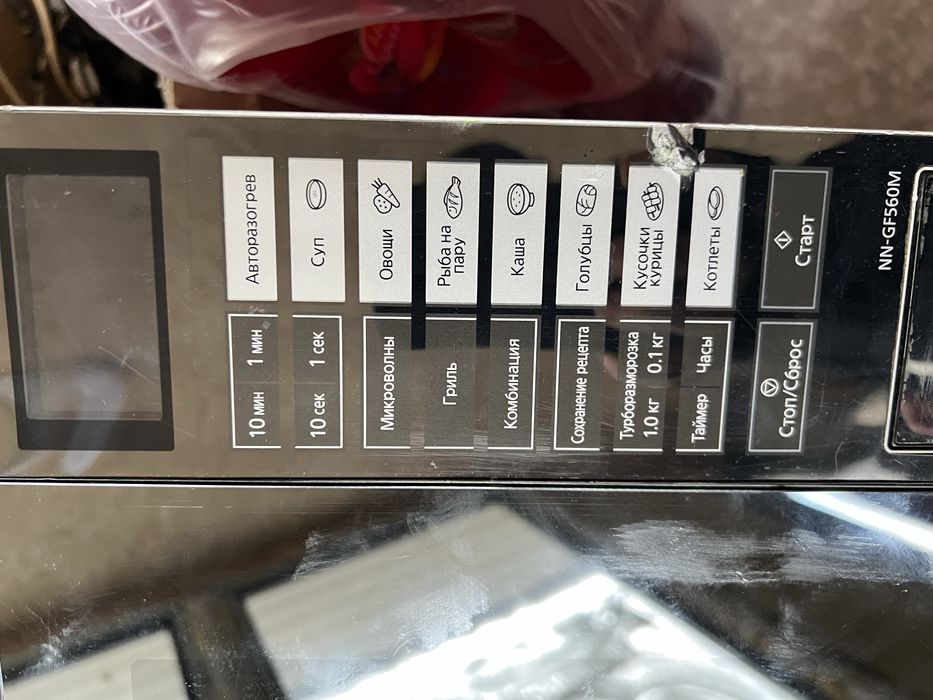 10 мин 1 мин
Авторазогрев
10 сек 1 сек
Суп
Микроволны
Овощи
Гриль
Рыба на
пару
Комбинация
Каша
Сохранение рецепта
Голубцы
Турборазморозка
1.0 кг 0.1 кг
Кусочки
курицы
Таймер Часы
Котлеты
Стоп/Сброс
Старт
NN-GF560M